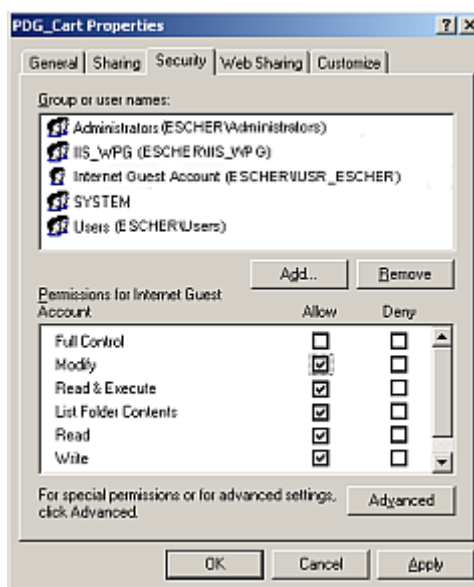 PDG_Cart Properties
General Sharing Security Web Sharing Customize
Group or user names:
Administrators (ESCHER\Administrators)
IIS_WPG (ESCHER\IIS_WPG)
Internet Guest Account (ESCHER\IUSR_ESCHER)
SYSTEM
Users (ESCHER\Users)
Add... Remove
Permissions for Internet Guest
Account Allow Deny
Full Control
Modify
Read & Execute
List Folder Contents
Read
Write
For special permissions or for advanced settings,
click Advanced. Advanced
OK Cancel Apply